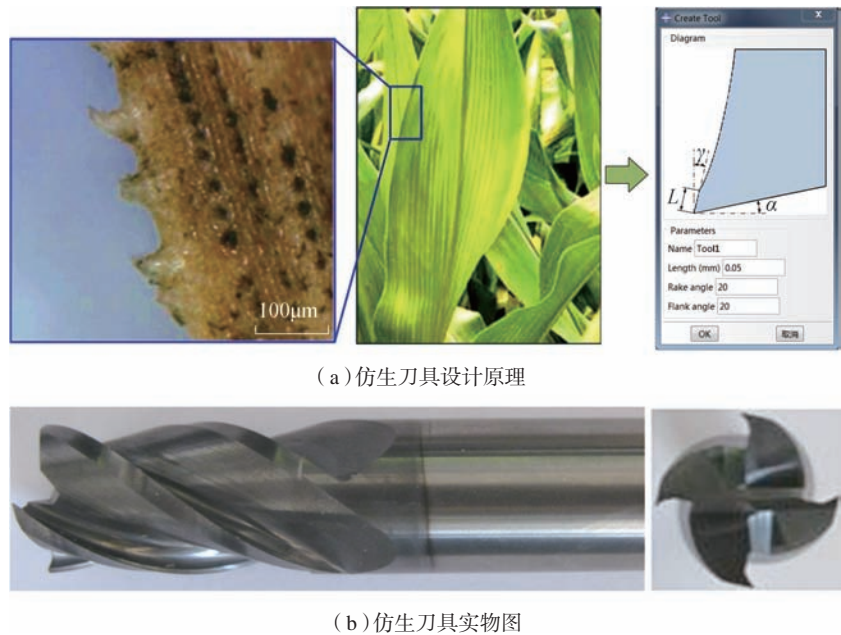 100μm
Create Tool
X
Diagram
γ
L
α
Parameters
Name Tool1
Length (mm) 0.05
Rake angle 20
Flank angle 20
OK
取消
(a)仿生刀具设计原理
(b)仿生刀具实物图